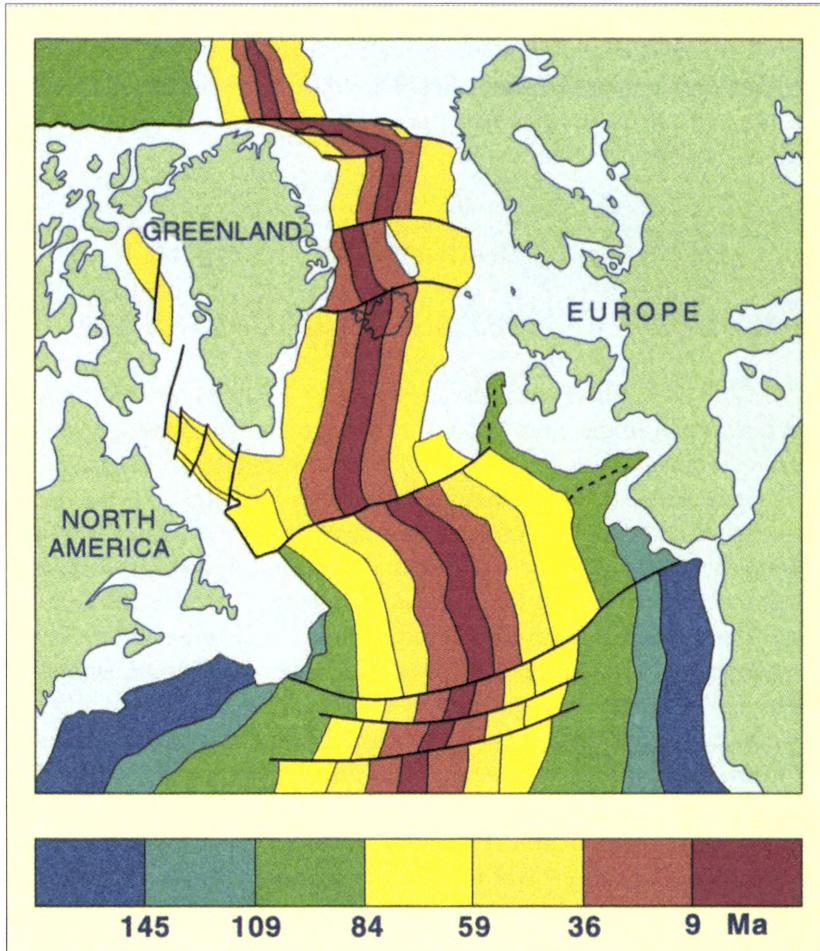 GREENLAND
EUROPE
NORTH
AMERICA
145 109 84 59 36 9 Ma